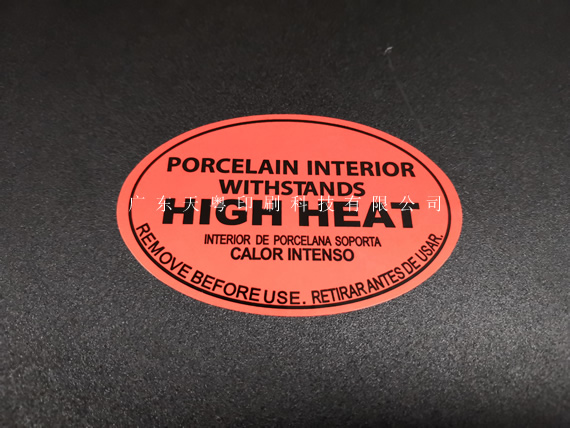 PORCELAIN INTERIOR
WITHSTANDS
广东天粤印刷科技有限公司
HIGH HEAT
INTERIOR DE PORCELANA SOPORTA
CALOR INTENSO
REMOVE BEFORE USE. RETIRAR ANTES DE USAR.